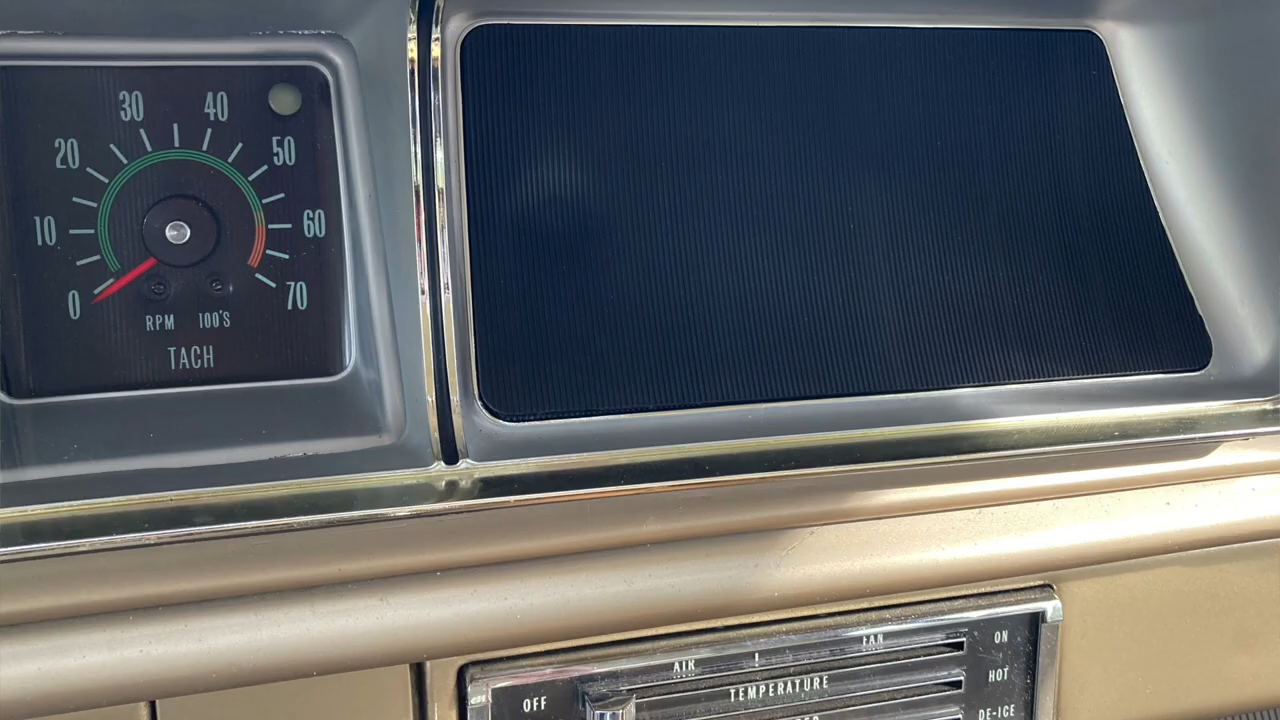 30 40
20 50
10 60
0 70
RPM 100'S
TACH
FAN ON
AIR
OFF TEMPERATURE HOT
DE-ICE